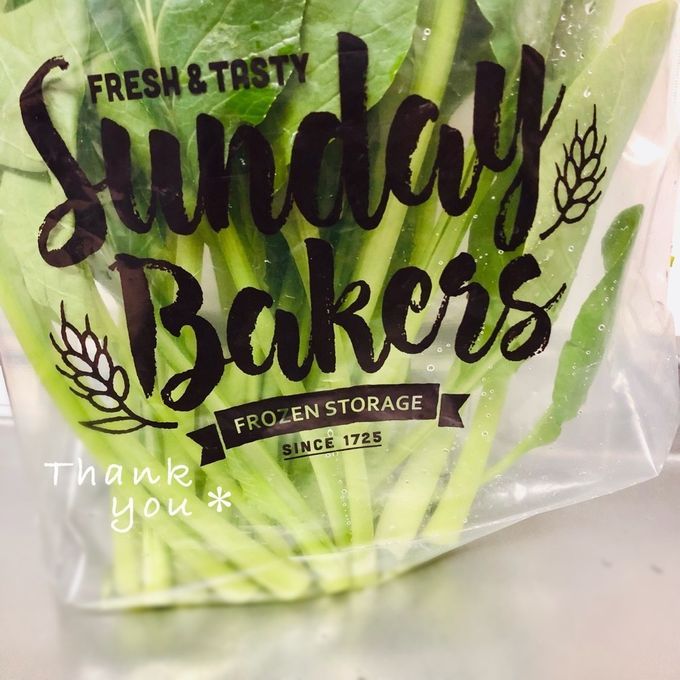 FRESH & TASTY
Sunday
Bakers
FROZEN STORAGE
SINCE 1725
Thank
you*